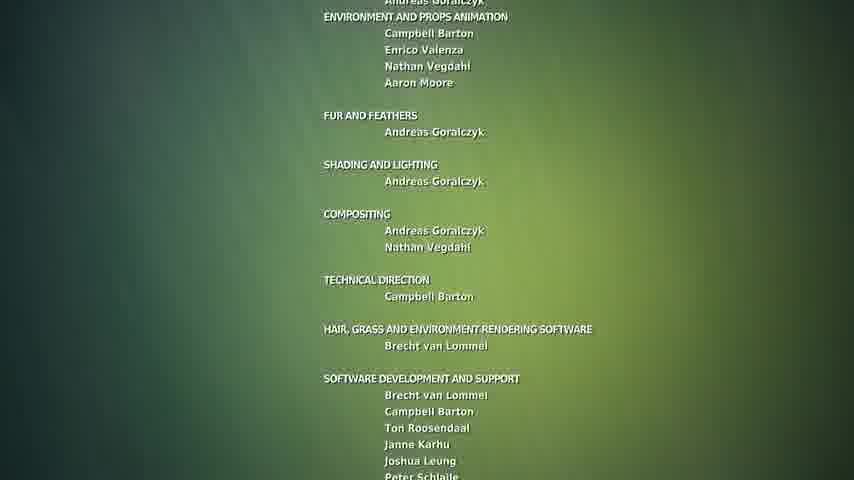 Andreas Goralczyk
ENVIRONMENT AND PROPS ANIMATION
Campbell Barton
Enrico Valenza
Nathan Vegdahl
Aaron Moore
FUR AND FEATHERS
Andreas Goralczyk
SHADING AND LIGHTING
Andreas Goralczyk
COMPOSITING
Andreas Goralczyk
Nathan Vegdahl
TECHNICAL DIRECTION
Campbell Barton
HAIR, GRASS AND ENVIRONMENT RENDERING SOFTWARE
Brecht van Lommel
SOFTWARE DEVELOPMENT AND SUPPORT
Brecht van Lommel
Campbell Barton
Ton Roosendaal
Janne Karhu
Joshua Leung
Peter Schlaile